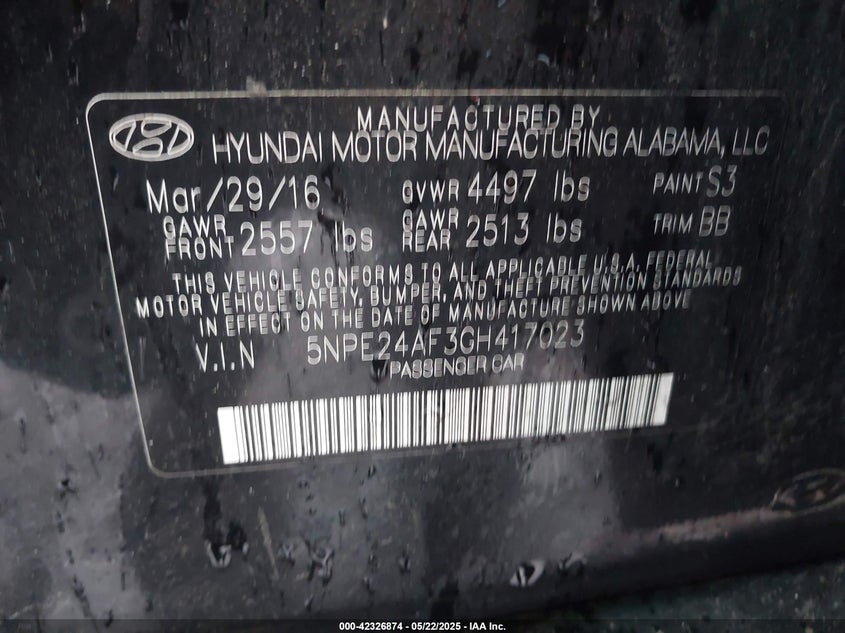 MANUFACTURED BY
HYUNDAI MOTOR MANUFACTURING ALABAMA, LLC
Mar/29/16 GVWR 4497 lbs PAINT S3
GAWR FRONT 2557 lbs GAWR REAR 2513 lbs TRIM BB
THIS VEHICLE CONFORMS TO ALL APPLICABLE U.S.A. FEDERAL
MOTOR VEHICLE SAFETY, BUMPER, AND THEFT PREVENTION STANDARDS
IN EFFECT ON THE DATE OF MANUFACTURE SHOWN ABOVE
V.I.N 5NPE24AF3GH417023
PASSENGER CAR
000-42326874 - 05/22/2025 - IAA Inc.